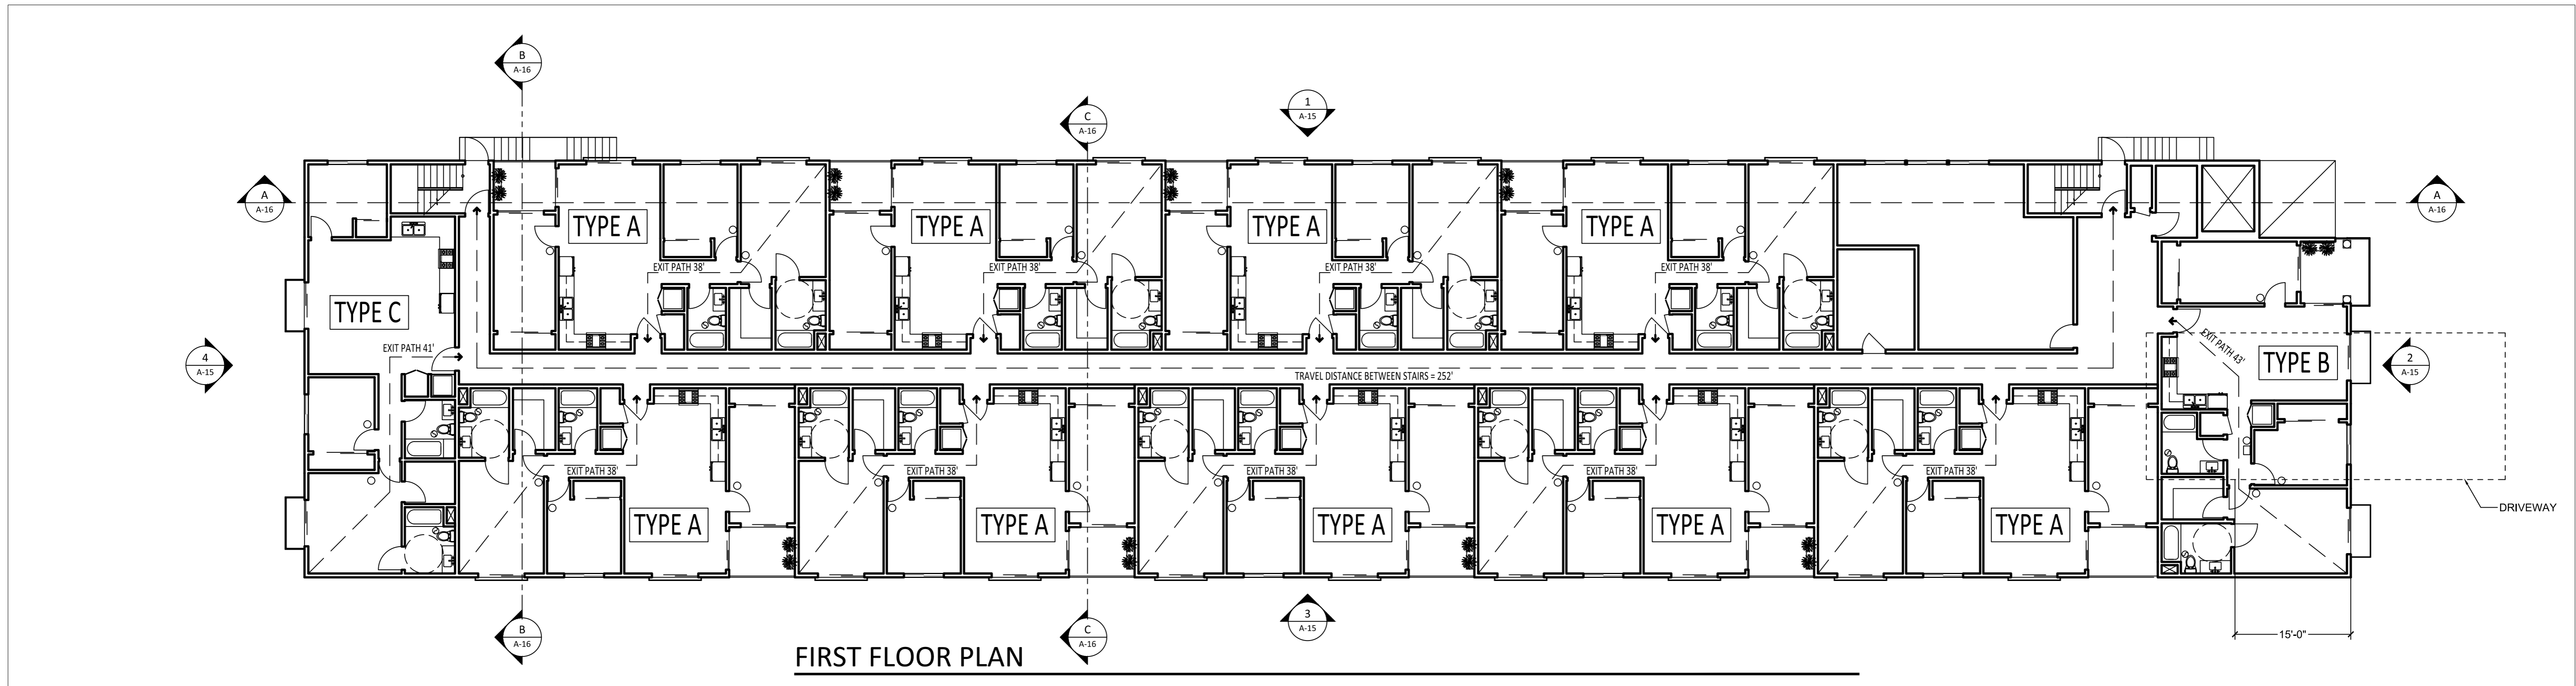 B
A-16
C
A-16
1
A-15
A
A-16
A
A-16
TYPE A
TYPE A
TYPE A
TYPE A
EXIT PATH 38'
EXIT PATH 38'
EXIT PATH 38'
EXIT PATH 38'
TYPE C
EXIT PATH 41'
4
A-15
EXIT PATH 43'
TYPE B
2
A-15
TRAVEL DISTANCE BETWEEN STAIRS = 252'
EXIT PATH 38'
EXIT PATH 38'
EXIT PATH 38'
EXIT PATH 38'
EXIT PATH 38'
TYPE A
TYPE A
TYPE A
TYPE A
TYPE A
DRIVEWAY
B
A-16
C
A-16
3
A-15
15'-0"
FIRST FLOOR PLAN